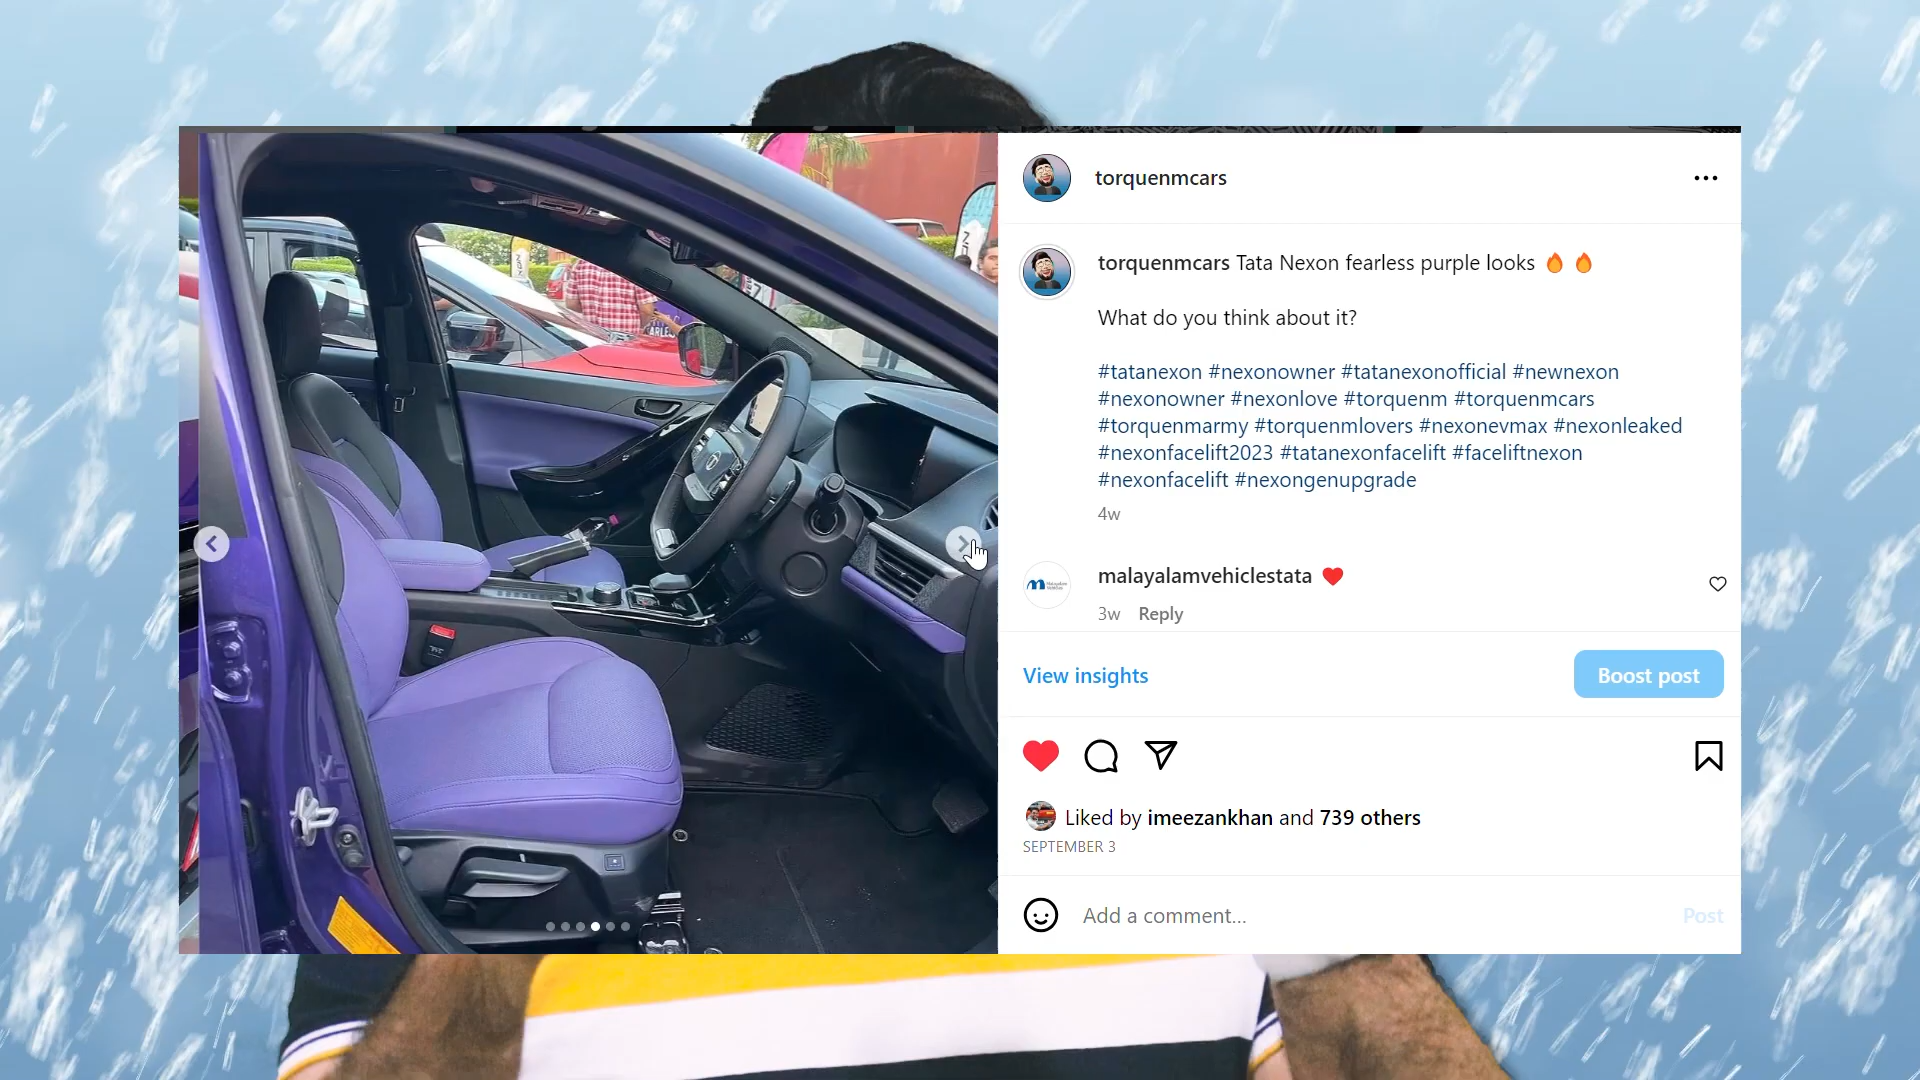 torquenmcars
torquenmcars Tata Nexon fearless purple looks 🔥 🔥
What do you think about it?
#tatanexon #nexonowner #tatanexonofficial #newnexon
#nexonowner #nexonlove #torquenm #torquenmcars
#torquenmarmy #torquenmlovers #nexonevmax #nexonleaked
#nexonfacelift2023 #tatanexonfacelift #faceliftnexon
#nexonfacelift #nexongenupgrade
4w
malayalamvehiclestata ❤️
3w Reply
View insights
Boost post
Liked by imeezankhan and 739 others
SEPTEMBER 3
Add a comment...
Post